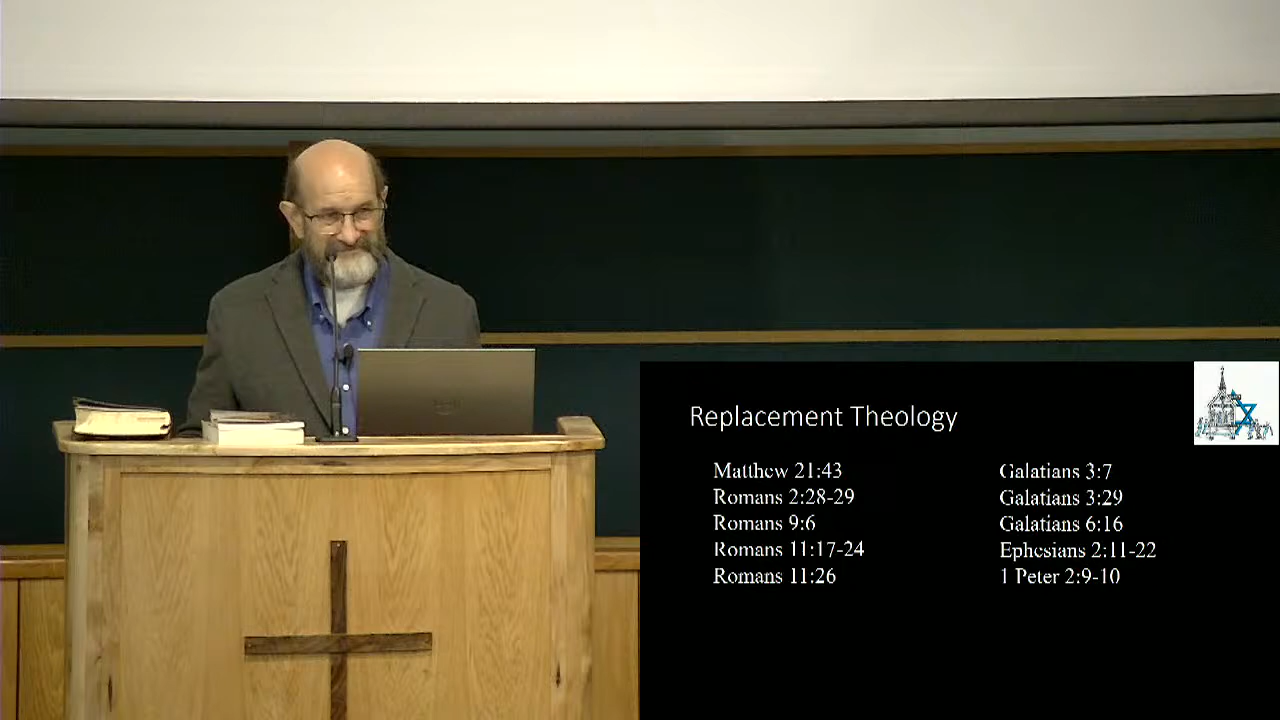 Replacement Theology
Matthew 21:43
Romans 2:28-29
Romans 9:6
Romans 11:17-24
Romans 11:26
Galatians 3:7
Galatians 3:29
Galatians 6:16
Ephesians 2:11-22
1 Peter 2:9-10